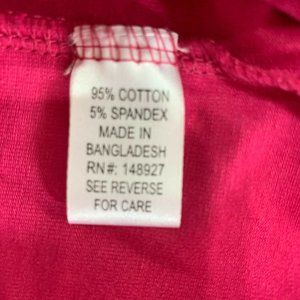 95% COTTON
5% SPANDEX
MADE IN
BANGLADESH
RN#: 148927
SEE REVERSE
FOR CARE